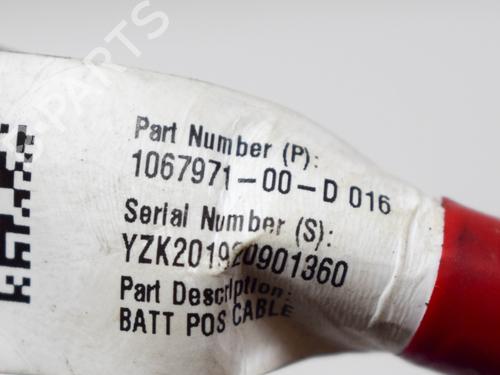 Part Number (P):
1067971-00-D 016
Serial Number (S):
YZK201920901360
Part Description:
BATT POS CABLE